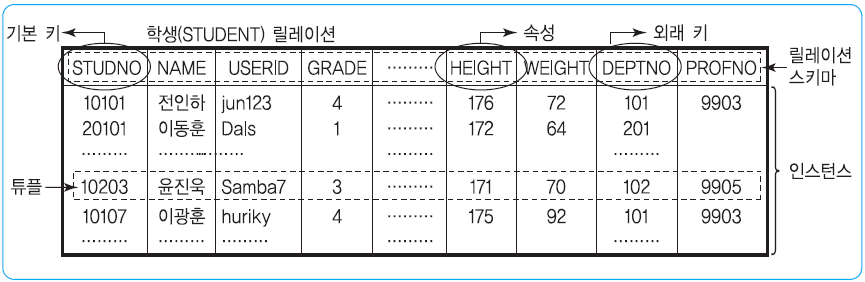 기본 키 학생(STUDENT) 릴레이션 속성 외래 키
STUDNO NAME USERID GRADE ……… HEIGHT WEIGHT DEPTNO PROFNO 릴레이션 스키마
10101 전인하 jun123 4 ……… 176 72 101 9903
20101 이동훈 Dals 1 ……… 172 64 201
……… ……… ……… ……… ………
튜플 10203 윤진욱 Samba7 3 ……… 171 70 102 9905 인스턴스
10107 이광훈 huriky 4 ……… 175 92 101 9903
……… ……… ……… ……… ………